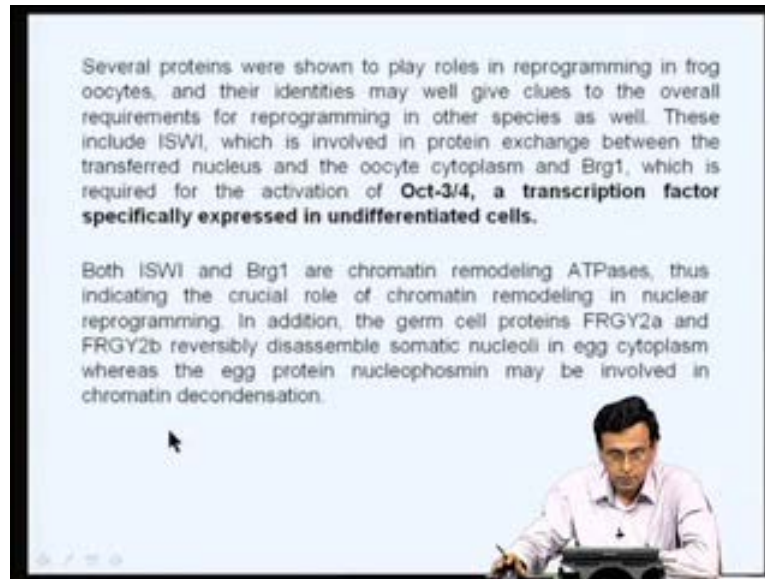 Several proteins were shown to play roles in reprogramming in frog
oocytes, and their identities may well give clues to the overall
requirements for reprogramming in other species as well. These
include ISWI, which is involved in protein exchange between the
transferred nucleus and the oocyte cytoplasm and Brg1, which is
required for the activation of Oct-3/4, a transcription factor
specifically expressed in undifferentiated cells.
Both ISWI and Brg1 are chromatin remodeling ATPases, thus
indicating the crucial role of chromatin remodeling in nuclear
reprogramming. In addition, the germ cell proteins FRGY2a and
FRGY2b reversibly disassemble somatic nucleoli in egg cytoplasm
whereas the egg protein nucleophosmin may be involved in
chromatin decondensation.